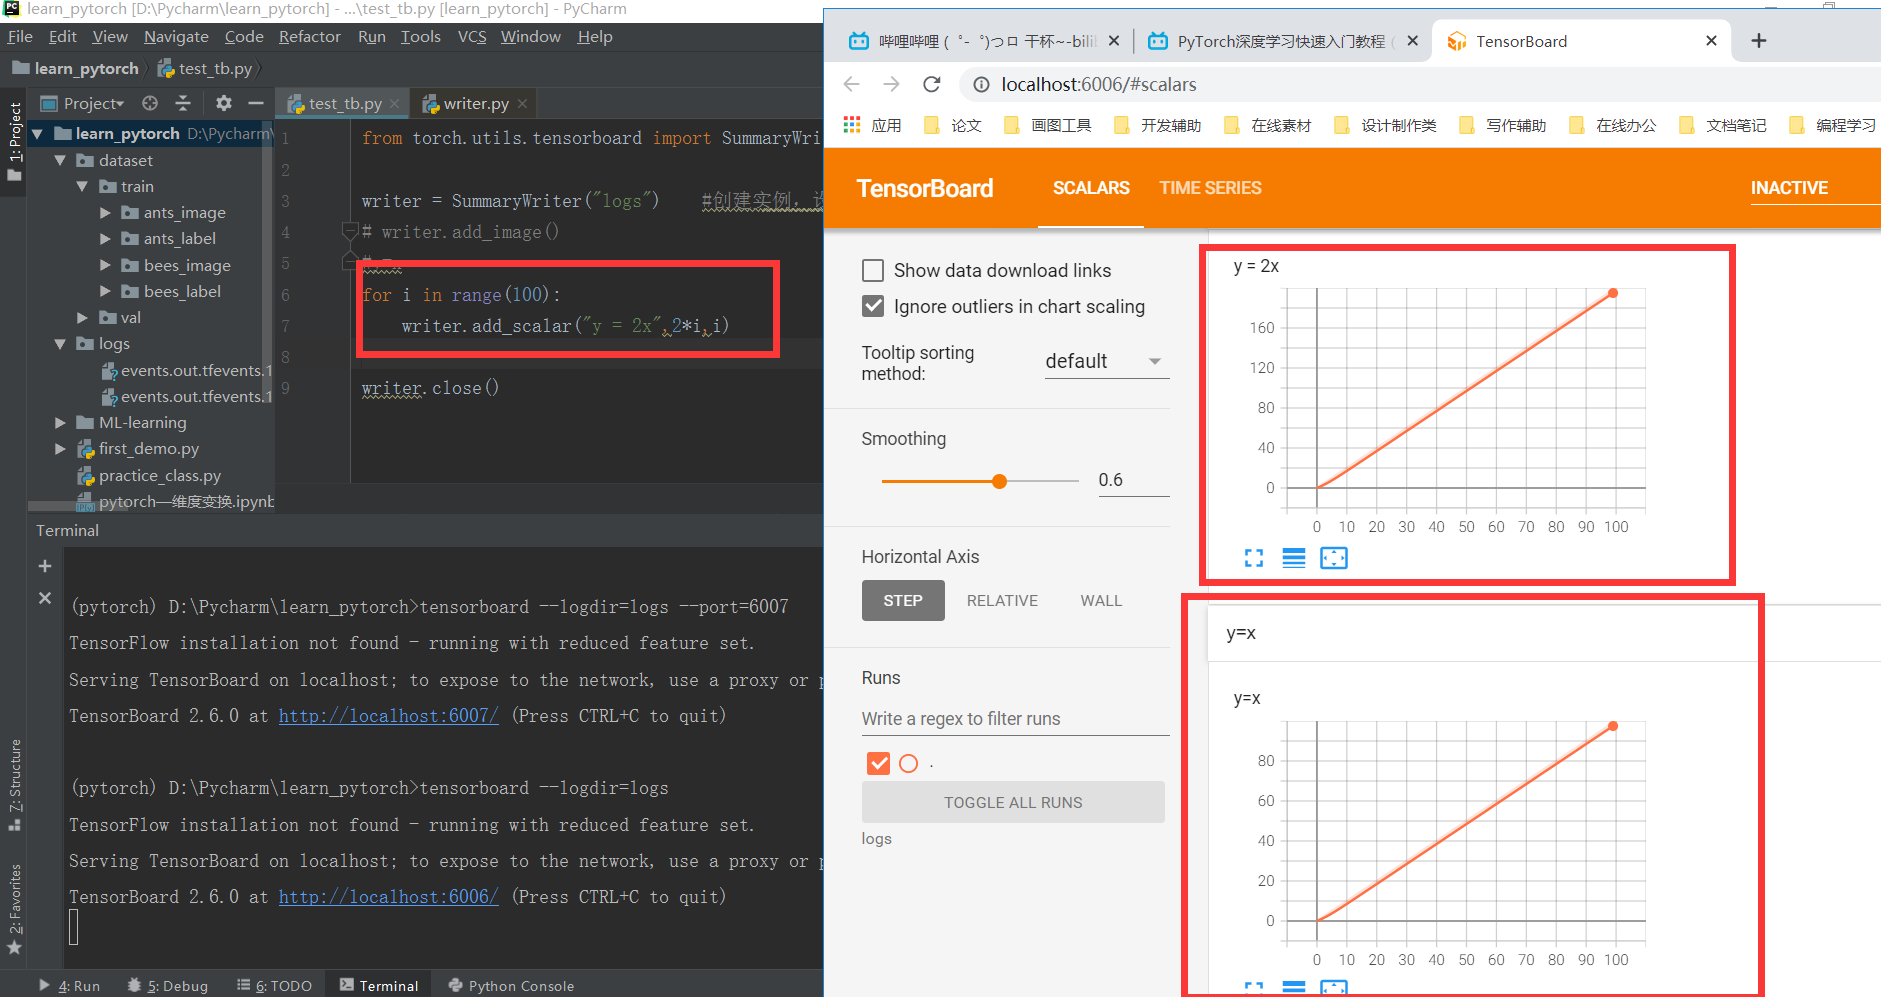 learn_pytorch [D:\Pycharm\learn_pytorch] - ...\test_tb.py [learn_pytorch] - PyCharm
File Edit View Navigate Code Refactor Run Tools VCS Window Help
learn_pytorch test_tb.py
1: Project
Project
learn_pytorch D:\Pycharm\
dataset
train
ants_image
ants_label
bees_image
bees_label
val
logs
events.out.tfevents.1
events.out.tfevents.1
ML-learning
first_demo.py
practice_class.py
pytorch—维度变换.ipynb
test_tb.py writer.py
1 from torch.utils.tensorboard import SummaryWri
2
3 writer = SummaryWriter("logs") #创建实例,
4 # writer.add_image()
5
6 for i in range(100):
7 writer.add_scalar("y = 2x",2*i,i)
8
9 writer.close()
Terminal
(pytorch) D:\Pycharm\learn_pytorch>tensorboard --logdir=logs --port=6007
TensorFlow installation not found - running with reduced feature set.
Serving TensorBoard on localhost; to expose to the network, use a proxy or p
TensorBoard 2.6.0 at http://localhost:6007/ (Press CTRL+C to quit)
(pytorch) D:\Pycharm\learn_pytorch>tensorboard --logdir=logs
TensorFlow installation not found - running with reduced feature set.
Serving TensorBoard on localhost; to expose to the network, use a proxy or p
TensorBoard 2.6.0 at http://localhost:6006/ (Press CTRL+C to quit)
7: Structure
2: Favorites
4: Run 5: Debug 6: TODO Terminal Python Console
哔哩哔哩 ( ゜- ゜)つロ 干杯~-bili
PyTorch深度学习快速入门教程 (
TensorBoard
localhost:6006/#scalars
应用 论文 画图工具 开发辅助 在线素材 设计制作类 写作辅助 在线办公 文档笔记 编程学习
TensorBoard SCALARS TIME SERIES INACTIVE
Show data download links
Ignore outliers in chart scaling
Tooltip sorting
method:
default
Smoothing
0.6
Horizontal Axis
STEP RELATIVE WALL
Runs
Write a regex to filter runs
.
TOGGLE ALL RUNS
logs
y = 2x
160
120
80
40
0
0 10 20 30 40 50 60 70 80 90 100
y=x
y=x
80
60
40
20
0
0 10 20 30 40 50 60 70 80 90 100